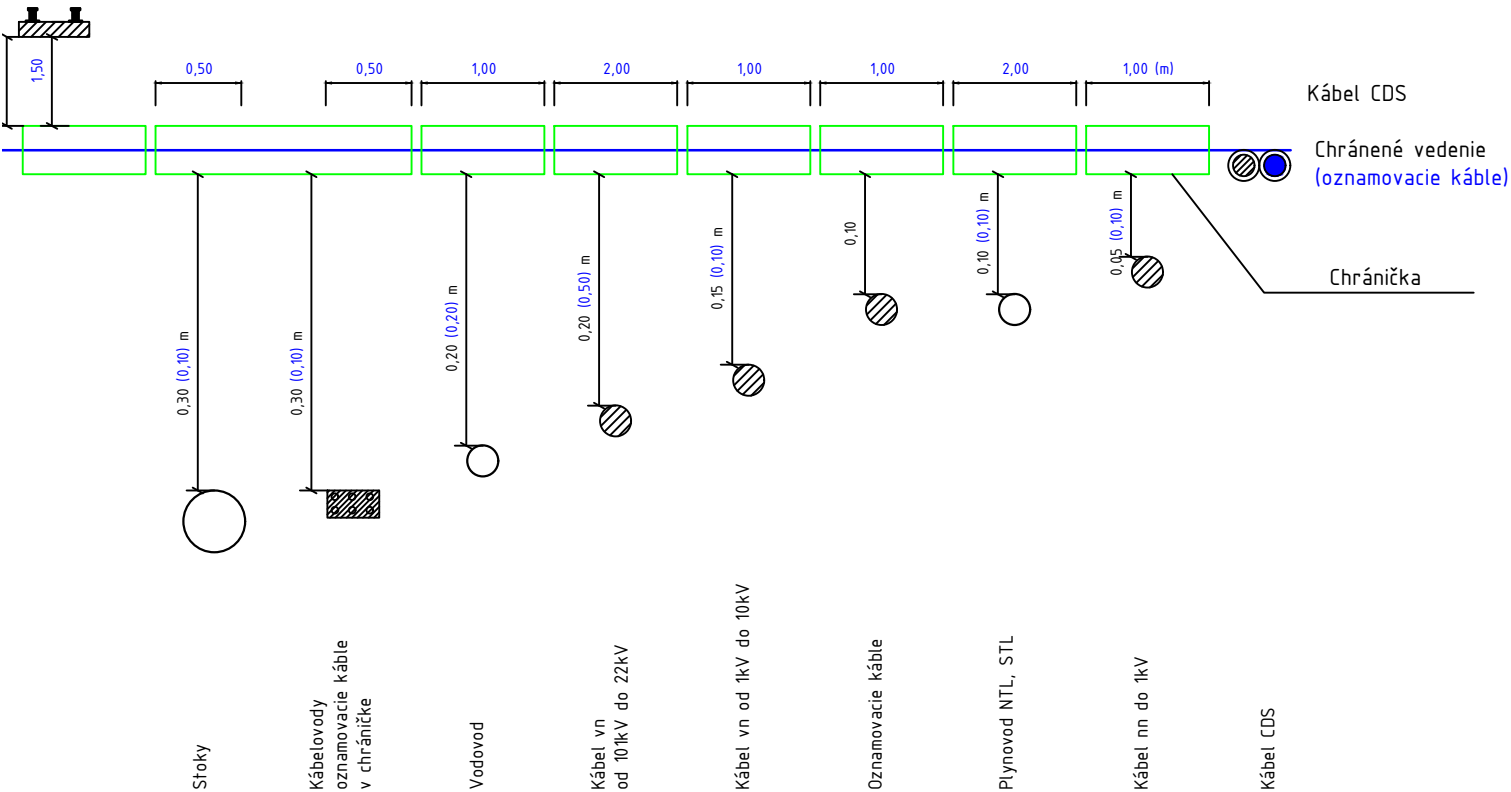 1,50
0,50
0,50
1,00
2,00
1,00
1,00
2,00
1,00 (m)
Kábel CDS
Chránené vedenie
(oznamovacie káble)
Chránička
0,30 (0,10) m
0,30 (0,10) m
0,20 (0,20) m
0,20 (0,50) m
0,15 (0,10) m
0,10
0,10 (0,10) m
0,05 (0,10) m
Stoky
Kábelovody
oznamovacie káble
v chráničke
Vodovod
Kábel vn
od 101kV do 22kV
Kábel vn od 1kV do 10kV
Oznamovacie káble
Plynovod NTL, STL
Kábel nn do 1kV
Kábel CDS